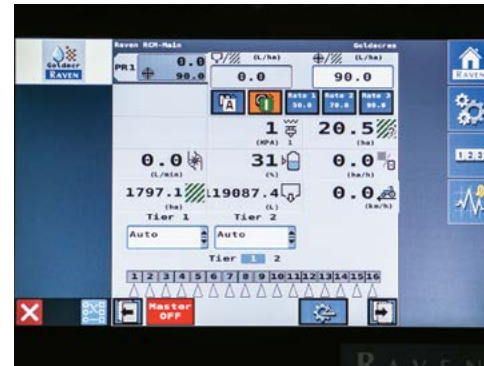 Raven RCM-Main Goldacres
Goldacr
RAVEN
PR1 0.0
90.0
(L/ha)
0.0
(L/ha)
90.0
RAVEN
A
Rate 1
50.0
Rate 2
70.0
Rate 3
90.0
1
(KPA) 1
20.5
(ha)
0.0
(L/min)
31
(%)
0.0
(ha/h)
1,2,3
1797.1
(ha)
19087.4
(L)
0.0
(km/h)
Tier 1 Tier 2
Auto Auto
Tier 1 2
1 2 3 4 5 6 7 8 9 10 11 12 13 14 15 16
Master
OFF
RAVEN